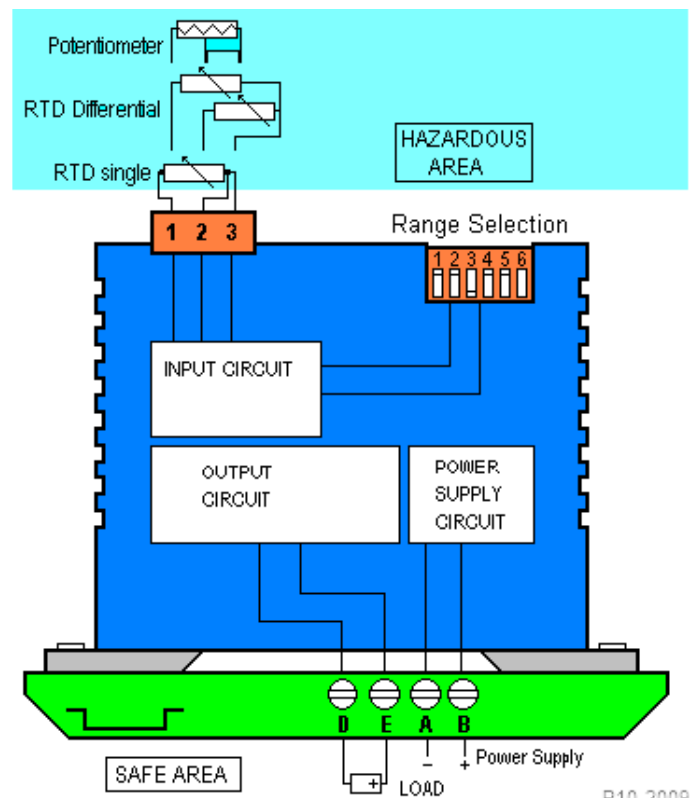 Potentiometer
RTD Differential
HAZARDOUS
AREA
RTD single
1 2 3
Range Selection
1 2 3 4 5 6
INPUT CIRCUIT
OUTPUT
CIRCUIT
POWER
SUPPLY
CIRCUIT
D E A B
- + Power Supply
+
LOAD
SAFE AREA